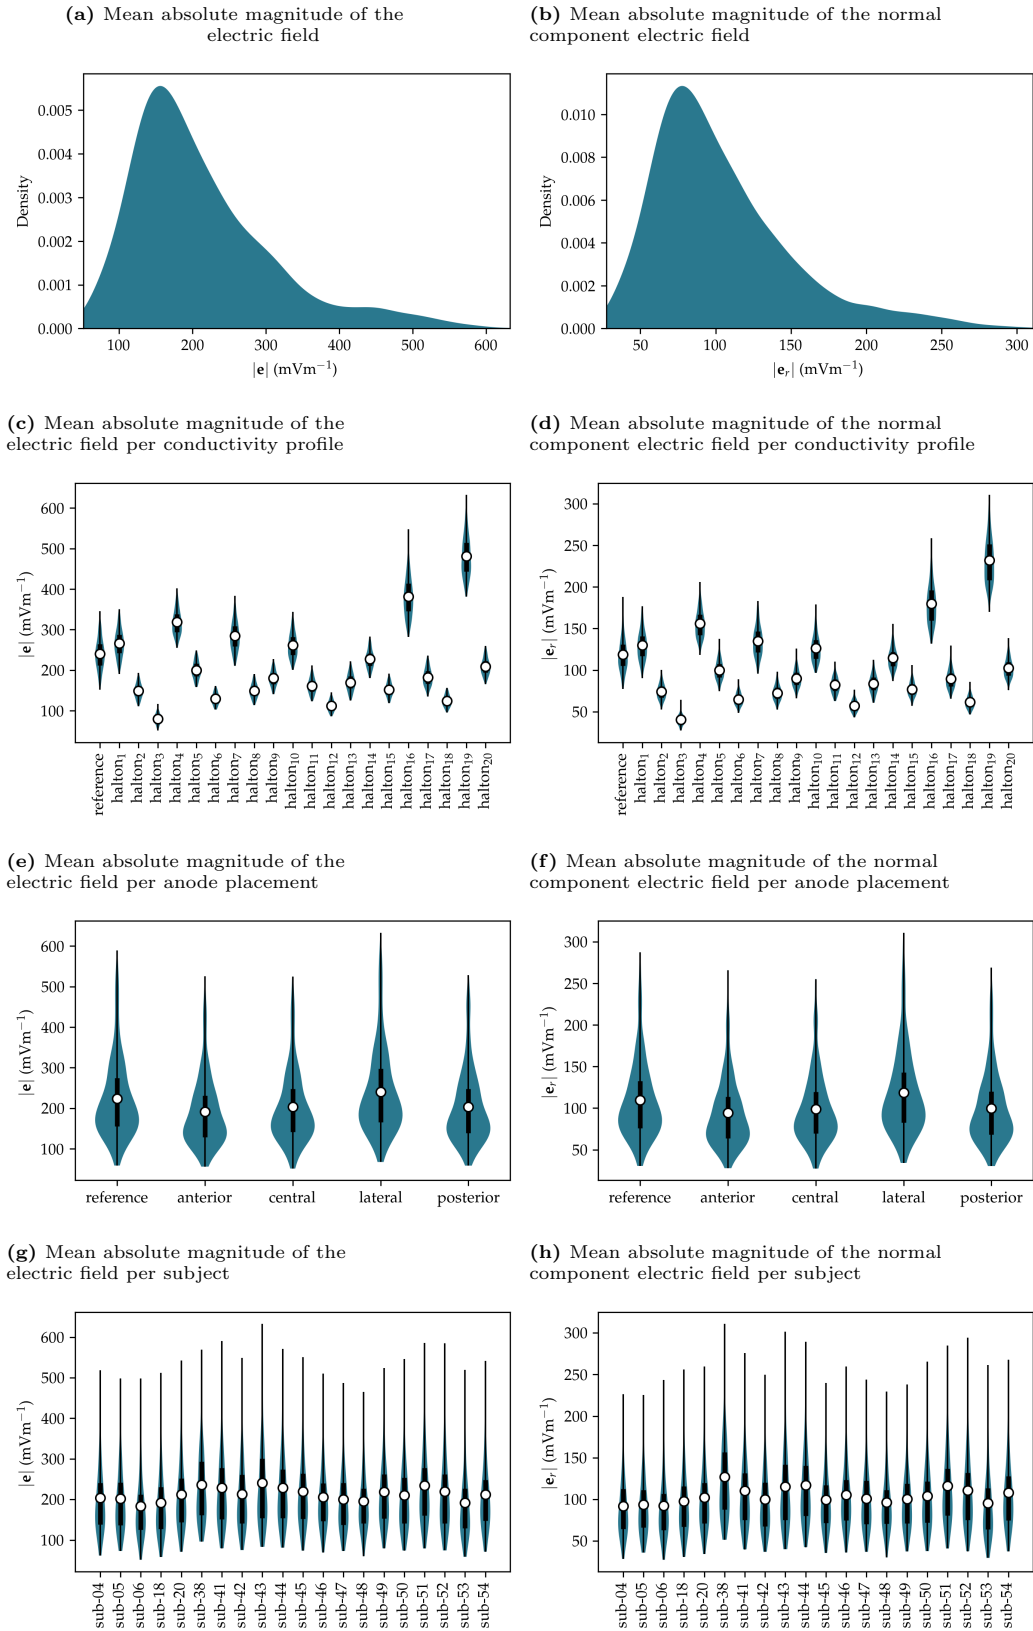 (a) Mean absolute magnitude of the
electric field
(b) Mean absolute magnitude of the normal
component electric field
0.005
0.004
0.003
0.002
0.001
0.000
Density
100 200 300 400 500 600
|e| (mVm−1)
0.010
0.008
0.006
0.004
0.002
0.000
Density
50 100 150 200 250 300
|e_r| (mVm−1)
(c) Mean absolute magnitude of the
electric field per conductivity profile
(d) Mean absolute magnitude of the normal
component electric field per conductivity profile
600
500
400
300
200
100
|e| (mVm−1)
reference
halton1
halton2
halton3
halton4
halton5
halton6
halton7
halton8
halton9
halton10
halton11
halton12
halton13
halton14
halton15
halton16
halton17
halton18
halton19
halton20
300
250
200
150
100
50
|e_r| (mVm−1)
reference
halton1
halton2
halton3
halton4
halton5
halton6
halton7
halton8
halton9
halton10
halton11
halton12
halton13
halton14
halton15
halton16
halton17
halton18
halton19
halton20
(e) Mean absolute magnitude of the
electric field per anode placement
(f) Mean absolute magnitude of the normal
component electric field per anode placement
600
500
400
300
200
100
|e| (mVm−1)
reference anterior central lateral posterior
300
250
200
150
100
50
|e_r| (mVm−1)
reference anterior central lateral posterior
(g) Mean absolute magnitude of the
electric field per subject
(h) Mean absolute magnitude of the normal
component electric field per subject
600
500
400
300
200
100
|e| (mVm−1)
sub-04
sub-05
sub-06
sub-18
sub-20
sub-38
sub-41
sub-42
sub-43
sub-44
sub-45
sub-46
sub-47
sub-48
sub-49
sub-50
sub-51
sub-52
sub-53
sub-54
300
250
200
150
100
50
|e_r| (mVm−1)
sub-04
sub-05
sub-06
sub-18
sub-20
sub-38
sub-41
sub-42
sub-43
sub-44
sub-45
sub-46
sub-47
sub-48
sub-49
sub-50
sub-51
sub-52
sub-53
sub-54